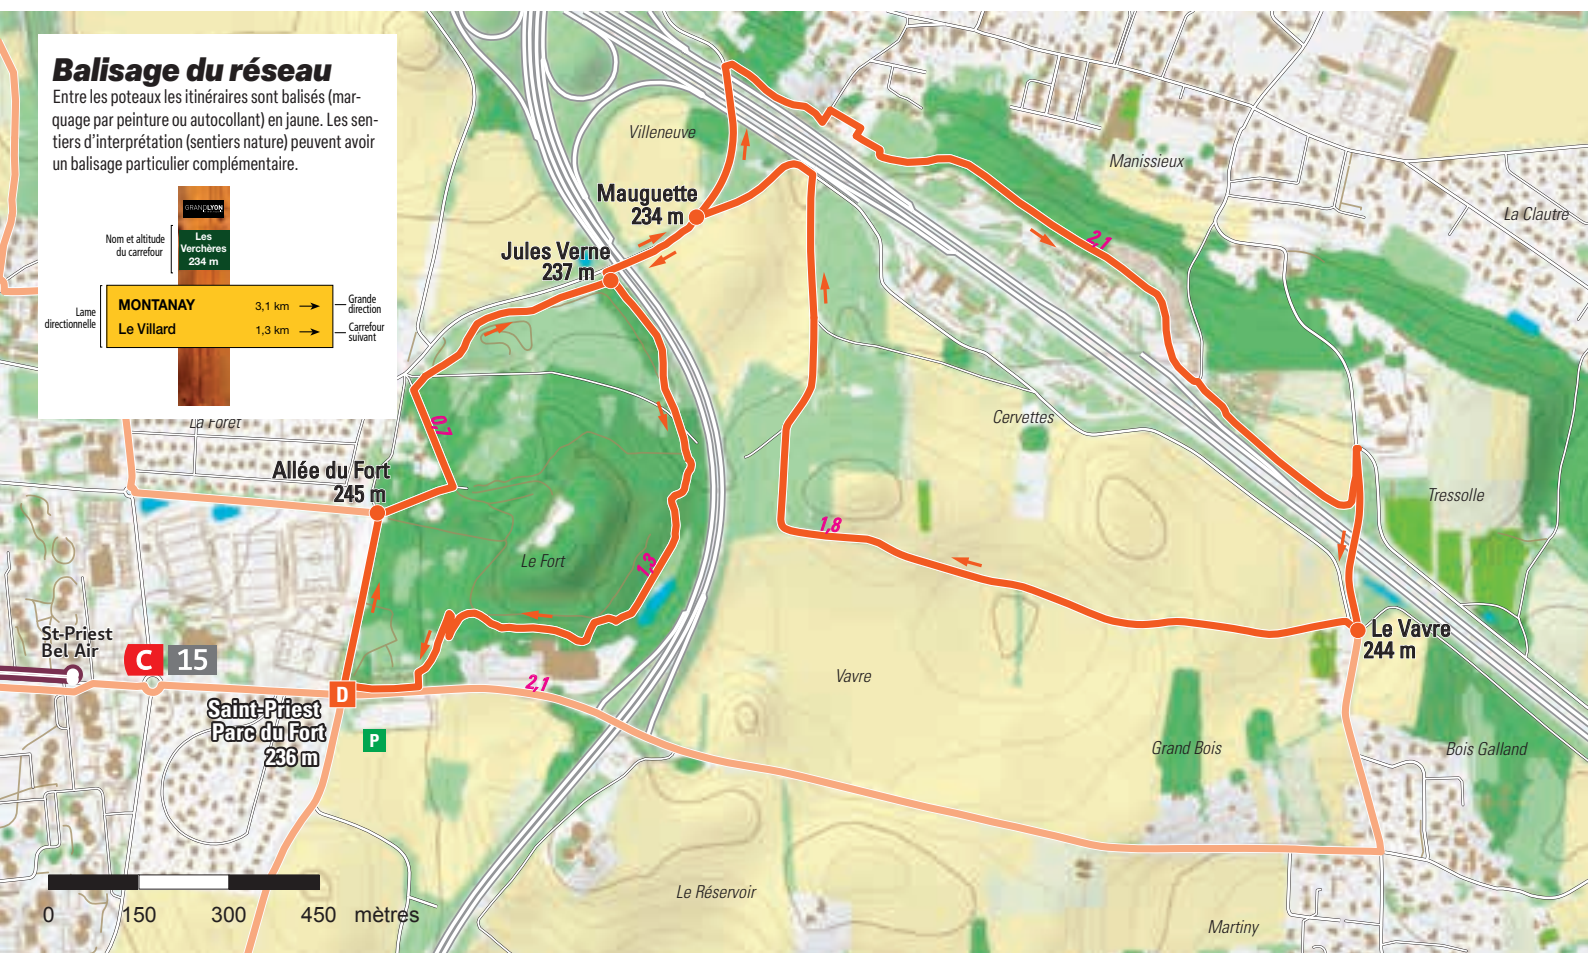 Balisage du réseau
Entre les poteaux les itinéraires sont balisés (mar-
quage par peinture ou autocollant) en jaune. Les sen-
tiers d'interprétation (sentiers nature) peuvent avoir
un balisage particulier complémentaire.
GRANDLYON
Nom et altitude
du carrefour
Les
Verchères
234 m
Lame
directionnelle
MONTANAY 3,1 km
Le Villard 1,3 km
Grande
direction
Carrefour
suivant
La Forêt
Villeneuve
Mauguette
234 m
Jules Verne
237 m
Manissieux
La Clautre
2,1
Cervettes
0,7
Allée du Fort
245 m
Tressolle
1,8
Le Fort
1,3
St-Priest
Bel Air
C 15
Le Vavre
244 m
D
2,1
Vavre
Saint-Priest
Parc du Fort
236 m
P
Grand Bois
Bois Galland
Le Réservoir
Martiny
0 150 300 450 mètres